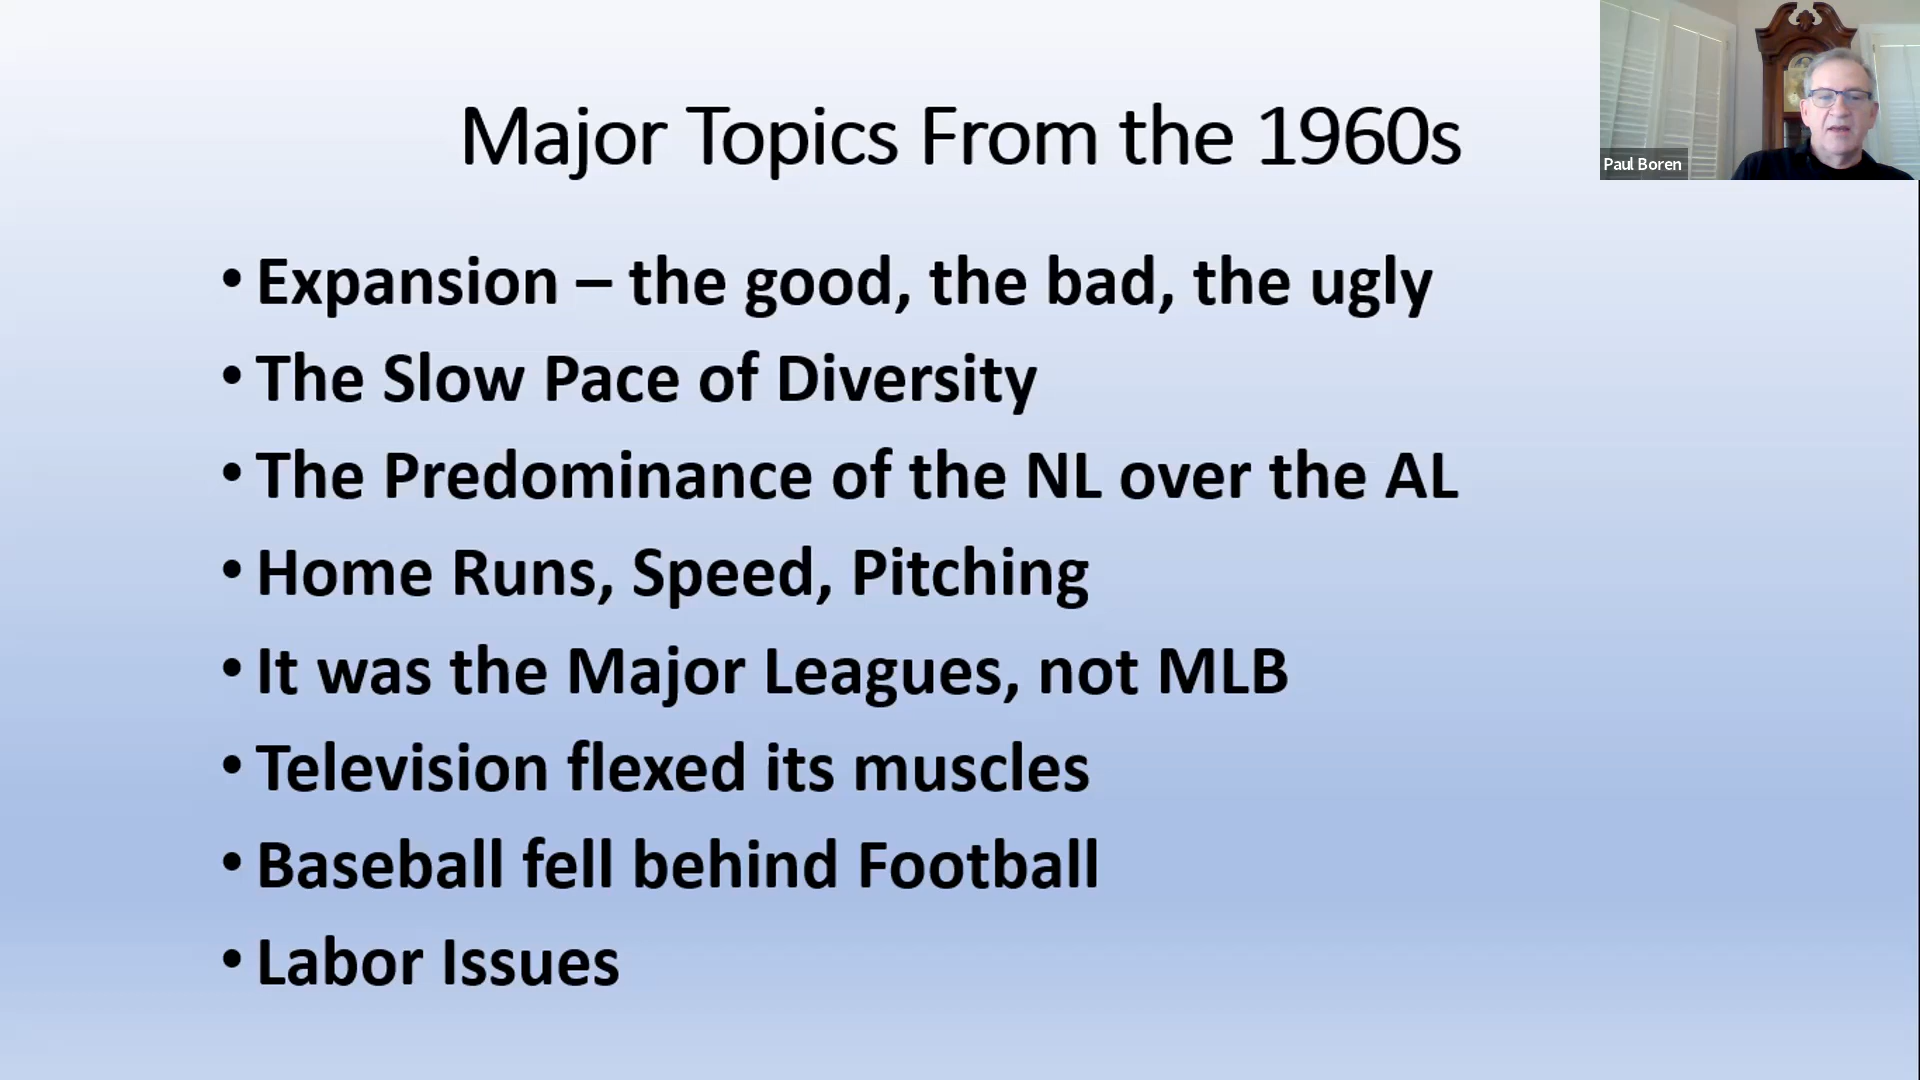 Major Topics From the 1960s
Paul Boren
• Expansion – the good, the bad, the ugly
• The Slow Pace of Diversity
• The Predominance of the NL over the AL
• Home Runs, Speed, Pitching
• It was the Major Leagues, not MLB
• Television flexed its muscles
• Baseball fell behind Football
• Labor Issues